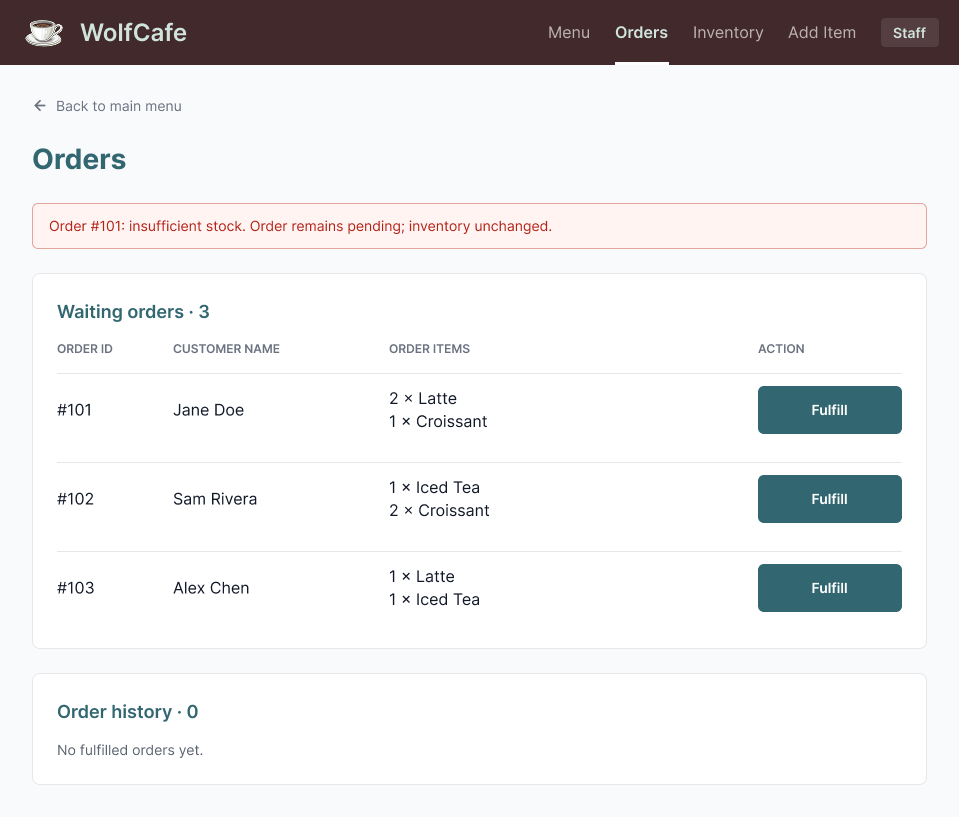 WolfCafe
Menu Orders Inventory Add Item Staff
← Back to main menu
Orders
Order #101: insufficient stock. Order remains pending; inventory unchanged.
Waiting orders · 3
ORDER ID CUSTOMER NAME ORDER ITEMS ACTION
#101 Jane Doe 2 × Latte
1 × Croissant Fulfill
#102 Sam Rivera 1 × Iced Tea
2 × Croissant Fulfill
#103 Alex Chen 1 × Latte
1 × Iced Tea Fulfill
Order history · 0
No fulfilled orders yet.